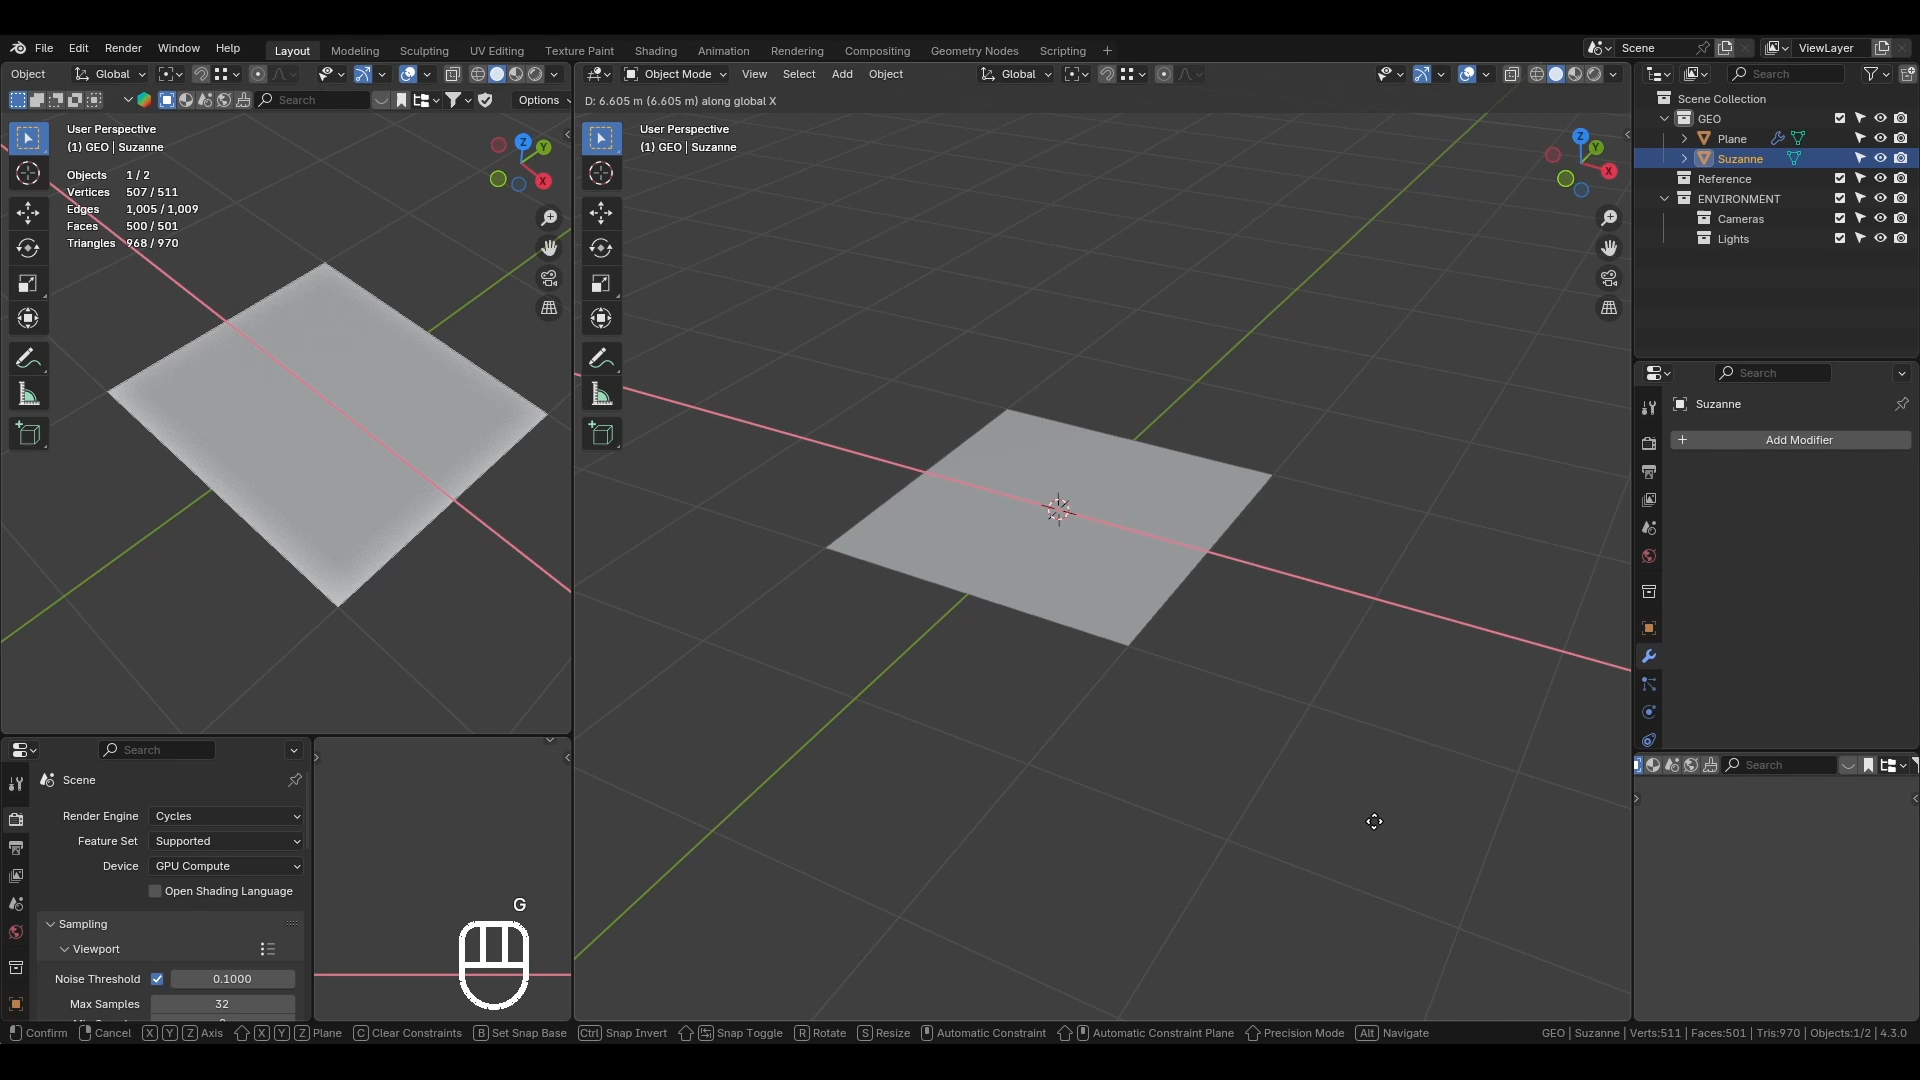 File Edit Render Window Help Layout Modeling Sculpting UV Editing Texture Paint Shading Animation Rendering Compositing Geometry Nodes Scripting + Scene ViewLayer
Object Global Object Mode View Select Add Object Global Search
Search Options
D: 6.605 m (6.605 m) along global X
User Perspective
(1) GEO | Suzanne
Objects 1 / 2
Vertices 507 / 511
Edges 1,005 / 1,009
Faces 500 / 501
Triangles 968 / 970
Z
Y
X
User Perspective
(1) GEO | Suzanne
Z
Y
X
Scene Collection
GEO
Plane
Suzanne
Reference
ENVIRONMENT
Cameras
Lights
Search
Suzanne
Add Modifier
Search
Search
Scene
Render Engine Cycles
Feature Set Supported
Device GPU Compute
Open Shading Language
Sampling
Viewport
Noise Threshold 0.1000
Max Samples 32
G
Confirm Cancel X Y Z Axis X Y Z Plane C Clear Constraints B Set Snap Base Ctrl Snap Invert Snap Toggle R Rotate S Resize Automatic Constraint Automatic Constraint Plane Precision Mode Alt Navigate GEO | Suzanne | Verts:511 | Faces:501 | Tris:970 | Objects:1/2 | 4.3.0